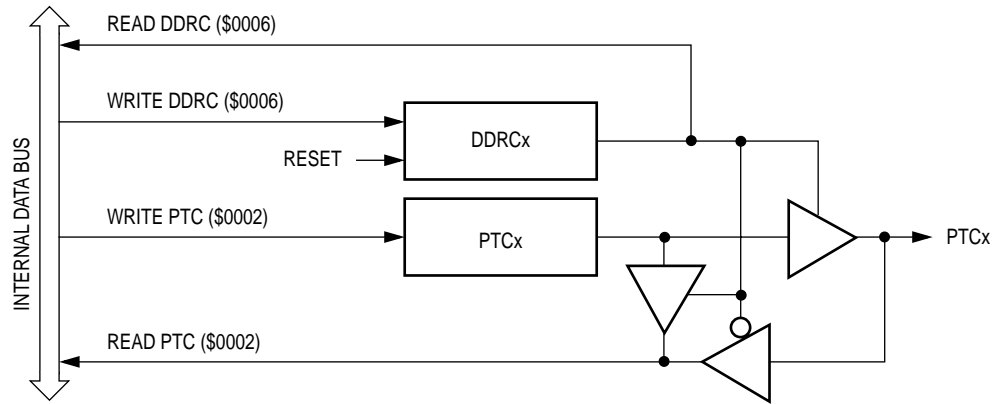 READ DDRC ($0006)
WRITE DDRC ($0006)
DDRCx
RESET
INTERNAL DATA BUS
WRITE PTC ($0002)
PTCx
PTCx
READ PTC ($0002)